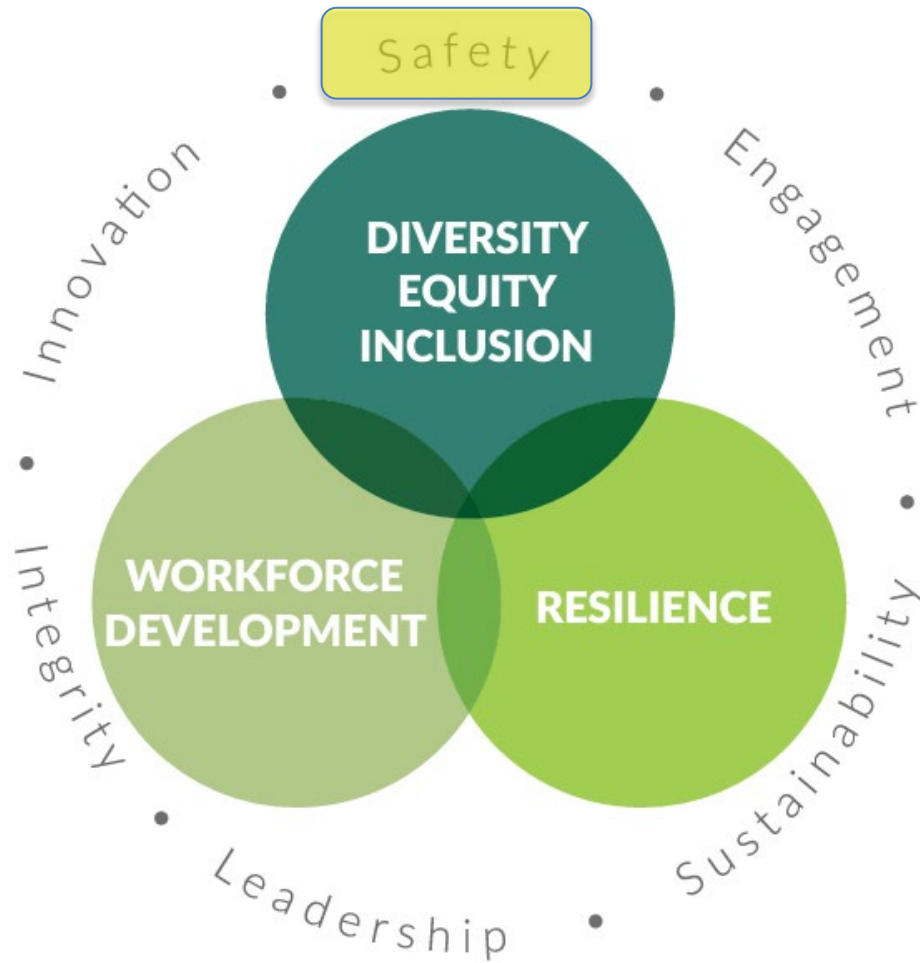 Safety
Engagement
Sustainability
Leadership
Integrity
Innovation
DIVERSITY
EQUITY
INCLUSION
WORKFORCE
DEVELOPMENT
RESILIENCE